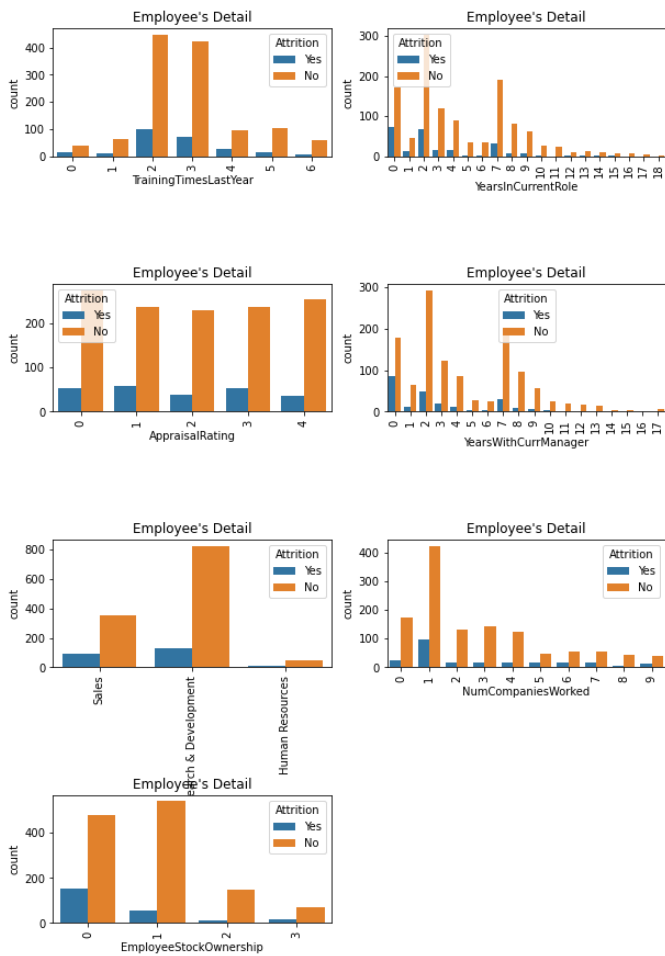 Employee's Detail
Attrition
Yes
No
count
400
300
200
100
0
0 1 2 3 4 5 6
TrainingTimesLastYear
Employee's Detail
Attrition
Yes
No
count
300
200
100
0
0 1 2 3 4 5 6 7 8 9 10 11 12 13 14 15 16 17 18
YearsInCurrentRole
Employee's Detail
Attrition
Yes
No
count
200
100
0
0 1 2 3 4
AppraisalRating
Employee's Detail
Attrition
Yes
No
count
300
200
100
0
0 1 2 3 4 5 6 7 8 9 10 11 12 13 14 15 16 17
YearsWithCurrManager
Employee's Detail
Attrition
Yes
No
count
800
600
400
200
0
Sales
earch & Development
Human Resources
Employee's Detail
Attrition
Yes
No
count
400
300
200
100
0
0 1 2 3 4 5 6 7 8 9
NumCompaniesWorked
Employee's Detail
Attrition
Yes
No
count
400
200
0
0 1 2 3
EmployeeStockOwnership